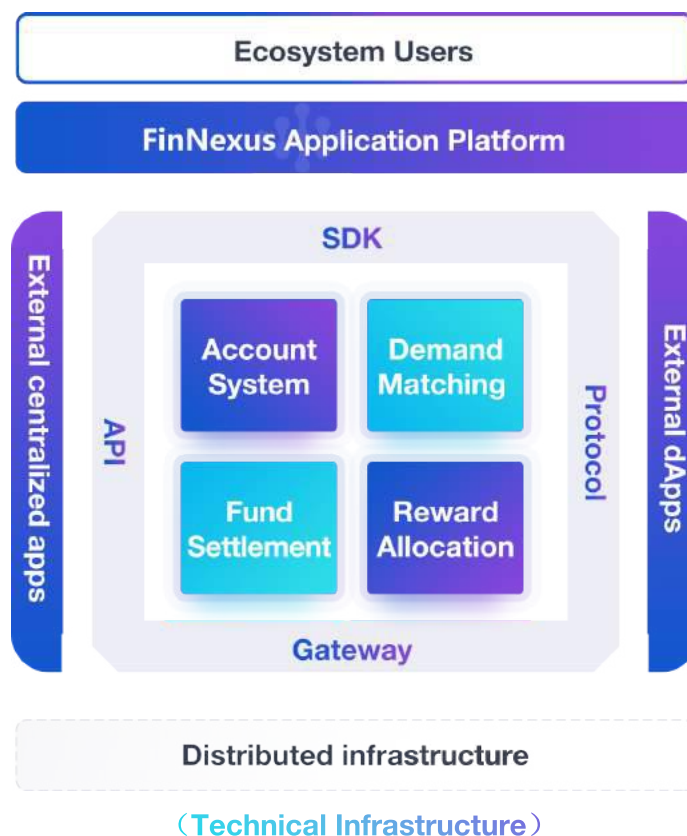 Ecosystem Users
FinNexus Application Platform
External centralized apps
SDK
API
Account
System
Demand
Matching
Fund
Settlement
Reward
Allocation
Protocol
Gateway
External dApps
Distributed infrastructure
（Technical Infrastructure）